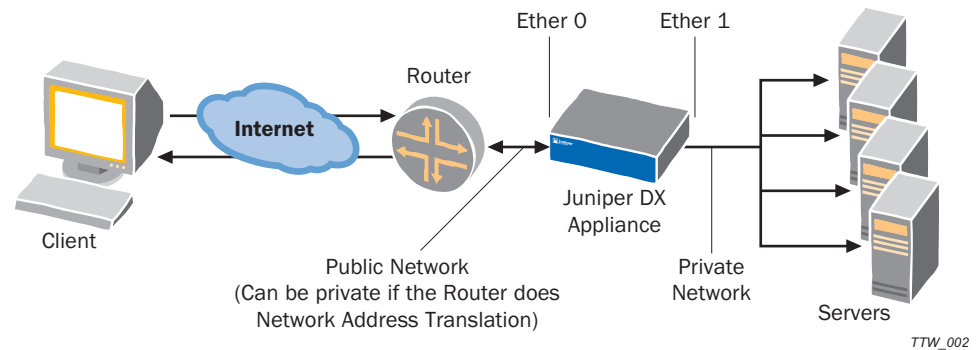 Ether 0
Ether 1
Router
Internet
Client
Juniper DX
Appliance
Public Network
(Can be private if the Router does
Network Address Translation)
Private
Network
Servers
TTW_002